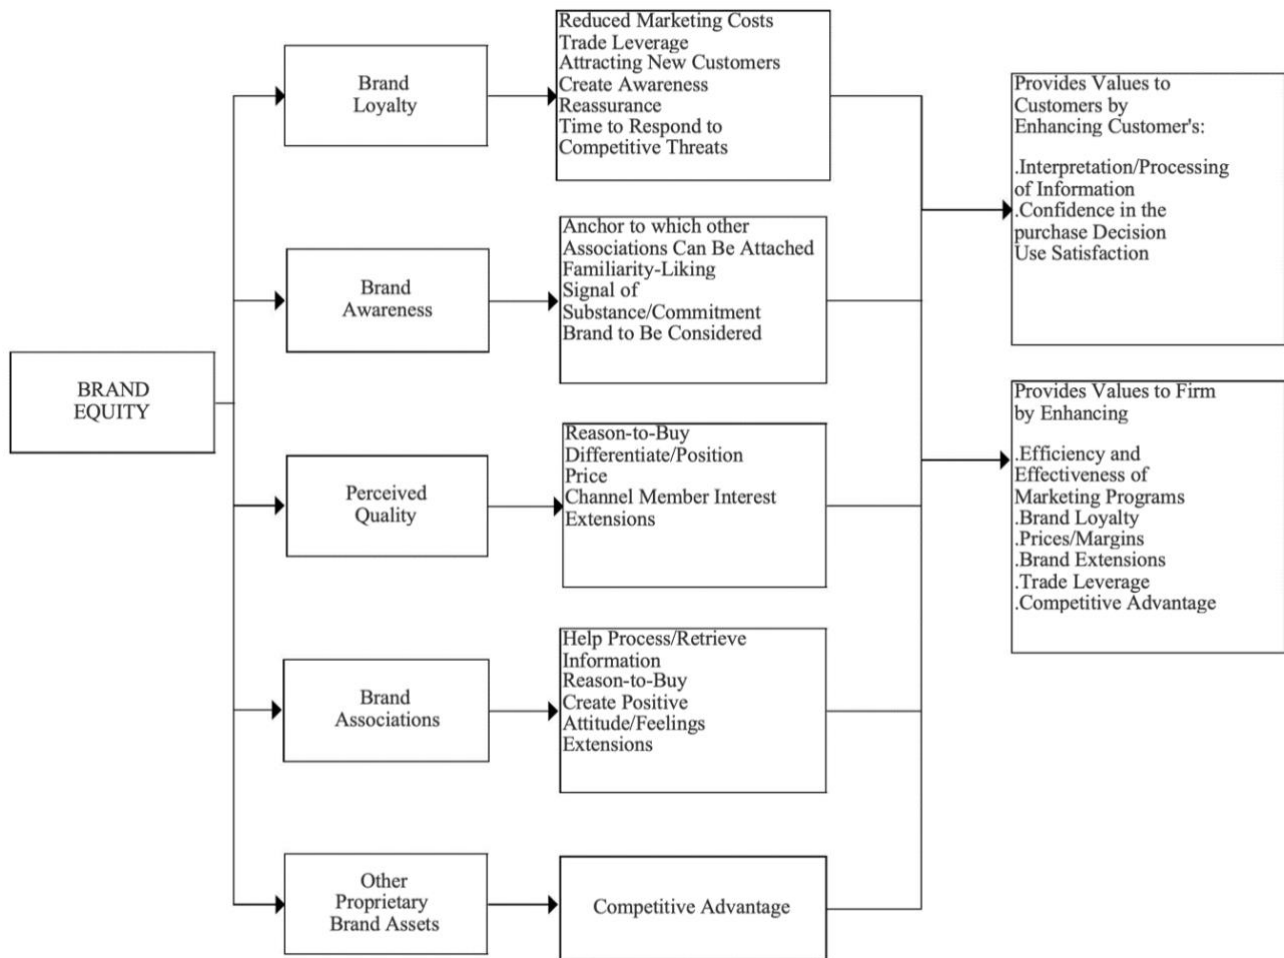 BRAND
EQUITY
Brand
Loyalty
Reduced Marketing Costs
Trade Leverage
Attracting New Customers
Create Awareness
Reassurance
Time to Respond to
Competitive Threats
Brand
Awareness
Anchor to which other
Associations Can Be Attached
Familiarity-Liking
Signal of
Substance/Commitment
Brand to Be Considered
Perceived
Quality
Reason-to-Buy
Differentiate/Position
Price
Channel Member Interest
Extensions
Brand
Associations
Help Process/Retrieve
Information
Reason-to-Buy
Create Positive
Attitude/Feelings
Extensions
Other
Proprietary
Brand Assets
Competitive Advantage
Provides Values to
Customers by
Enhancing Customer's:
.Interpretation/Processing
of Information
.Confidence in the
purchase Decision
Use Satisfaction
Provides Values to Firm
by Enhancing
.Efficiency and
Effectiveness of
Marketing Programs
.Brand Loyalty
.Prices/Margins
.Brand Extensions
.Trade Leverage
.Competitive Advantage